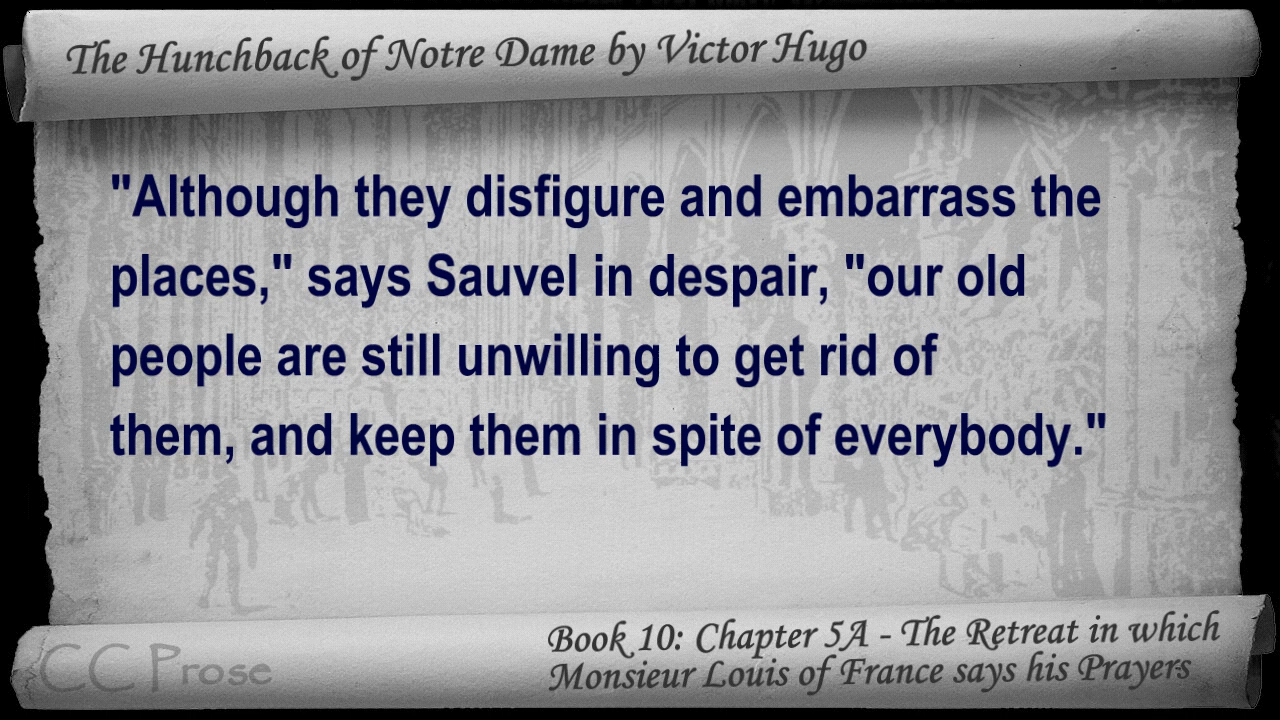 The Hunchback of Notre Dame by Victor Hugo
"Although they disfigure and embarrass the
places," says Sauvel in despair, "our old
people are still unwilling to get rid of
them, and keep them in spite of everybody."
Book 10: Chapter 5A - The Retreat in which
Monsieur Louis of France says his Prayers
CC Prose